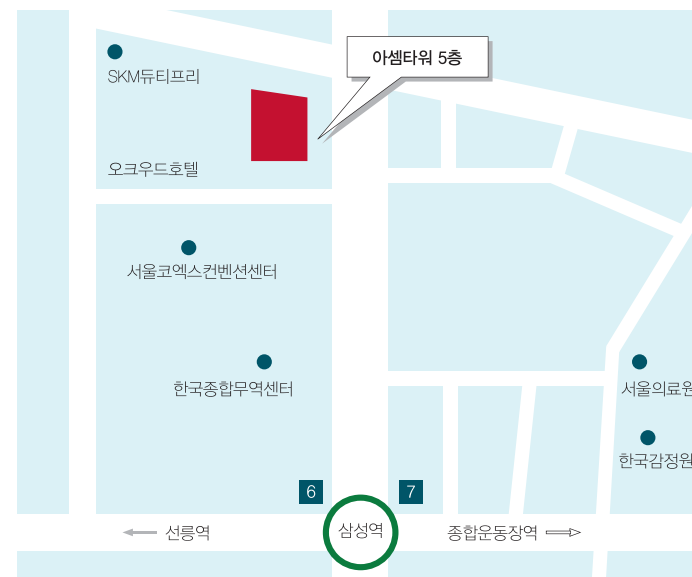 아셈타워 5층
SKM듀티프리
오크우드호텔
서울코엑스컨벤션센터
한국종합무역센터
서울의료원
한국감정원
6
7
선릉역
삼성역
종합운동장역